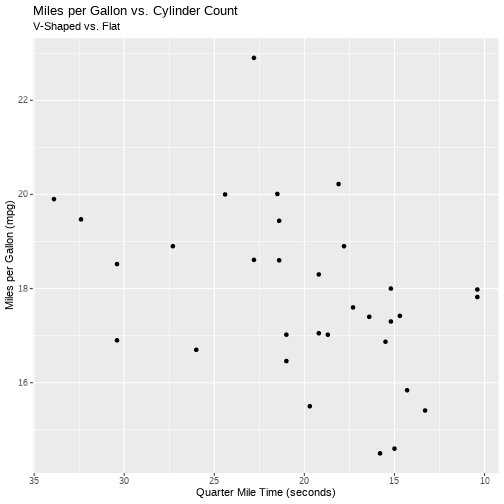 Miles per Gallon vs. Cylinder Count
V-Shaped vs. Flat
22
20
18
16
Miles per Gallon (mpg)
35
30
25
20
15
10
Quarter Mile Time (seconds)